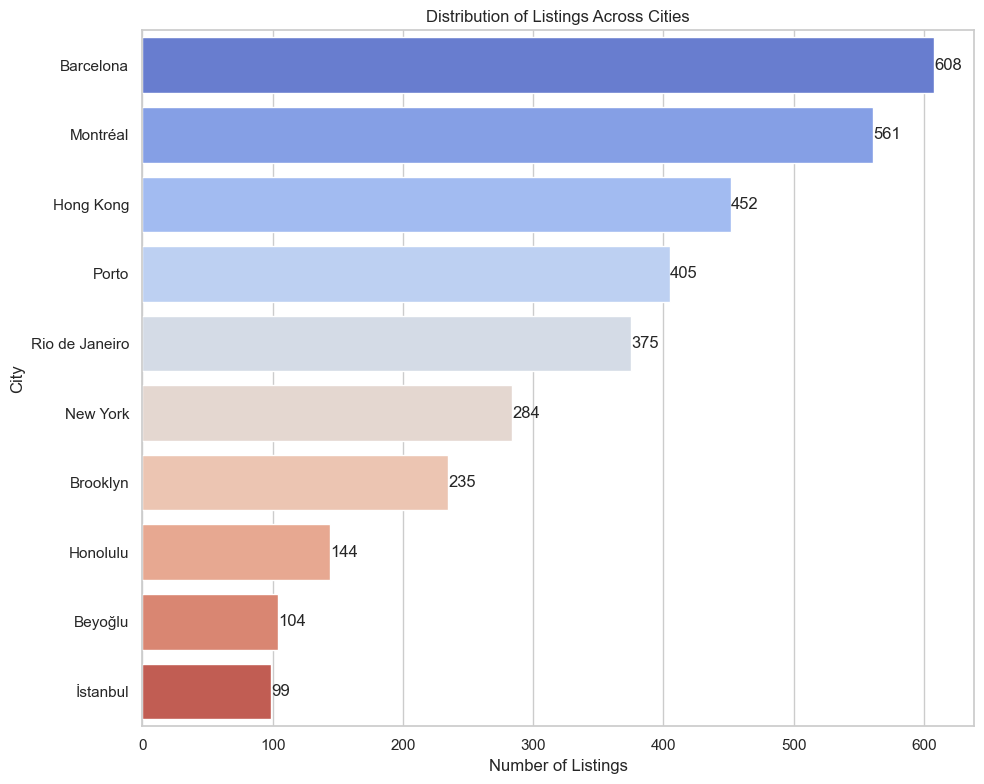 Distribution of Listings Across Cities
Barcelona 608
Montréal 561
Hong Kong 452
Porto 405
Rio de Janeiro 375
New York 284
Brooklyn 235
Honolulu 144
Beyoğlu 104
İstanbul 99
City
0 100 200 300 400 500 600
Number of Listings